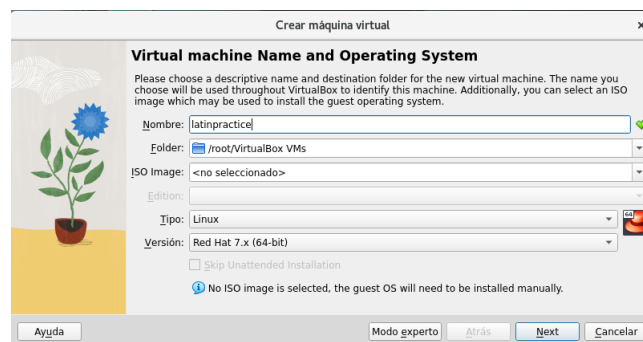 Crear máquina virtual
Virtual machine Name and Operating System
Please choose a descriptive name and destination folder for the new virtual machine. The name you
choose will be used throughout VirtualBox to identify this machine. Additionally, you can select an ISO
image which may be used to install the guest operating system.
Nombre: latinpractice
Folder: /root/VirtualBox VMs
ISO Image: <no seleccionado>
Edition:
Tipo: Linux
64
Versión: Red Hat 7.x (64-bit)
Skip Unattended Installation
No ISO image is selected, the guest OS will need to be installed manually.
Ayuda Modo experto Atrás Next Cancelar